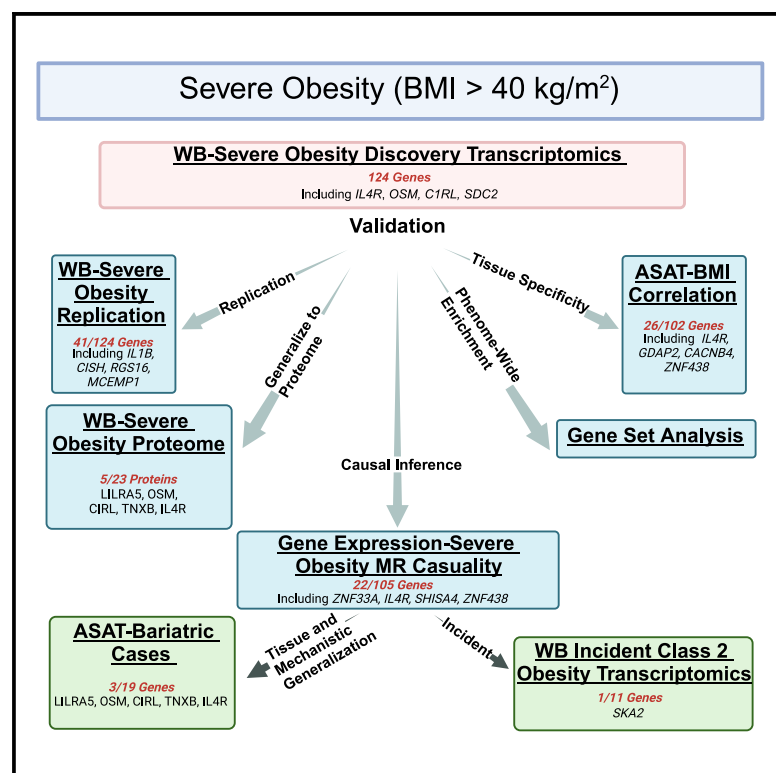 Severe Obesity (BMI > 40 kg/m²)
WB-Severe Obesity Discovery Transcriptomics
124 Genes
Including IL4R, OSM, C1RL, SDC2
Validation
WB-Severe
Obesity
Replication
41/124 Genes
Including IL1B,
CISH, RGS16,
MCEMP1
Replication
Generalize to
Proteome
Phenome-Wide
Enrichment
Tissue Specificity
ASAT-BMI
Correlation
26/102 Genes
Including IL4R,
GDAP2, CACNB4,
ZNF438
WB-Severe
Obesity Proteome
5/23 Proteins
LILRA5, OSM,
CIRL, TNXB, IL4R
Gene Set Analysis
Causal Inference
Gene Expression-Severe
Obesity MR Casuality
22/105 Genes
Including ZNF33A, IL4R, SHISA4, ZNF438
ASAT-Bariatric
Cases
3/19 Genes
LILRA5, OSM, CIRL, TNXB, IL4R
Tissue and
Mechanistic
Generalization
Incident
WB Incident Class 2
Obesity Transcriptomics
1/11 Genes
SKA2